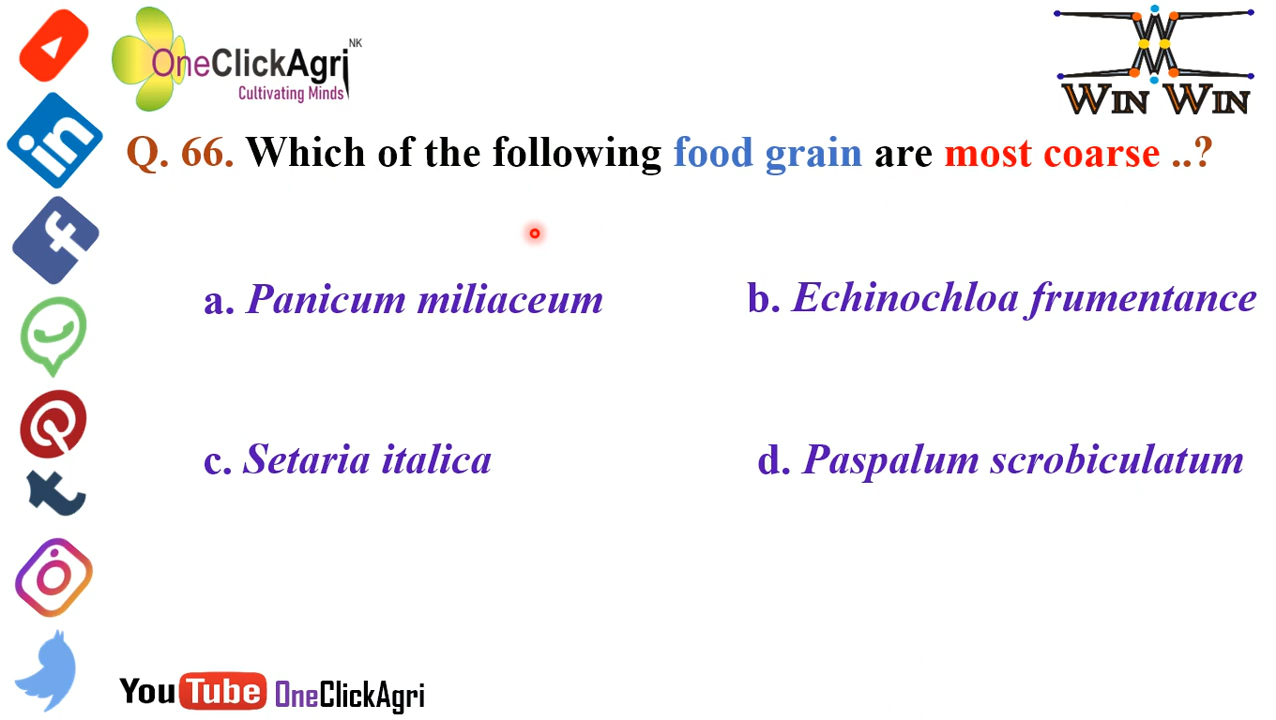 OneClickAgri NK
Cultivating Minds
WIN WIN
Q. 66. Which of the following food grain are most coarse ..?
a. Panicum miliaceum
b. Echinochloa frumentance
c. Setaria italica
d. Paspalum scrobiculatum
YouTube OneClickAgri